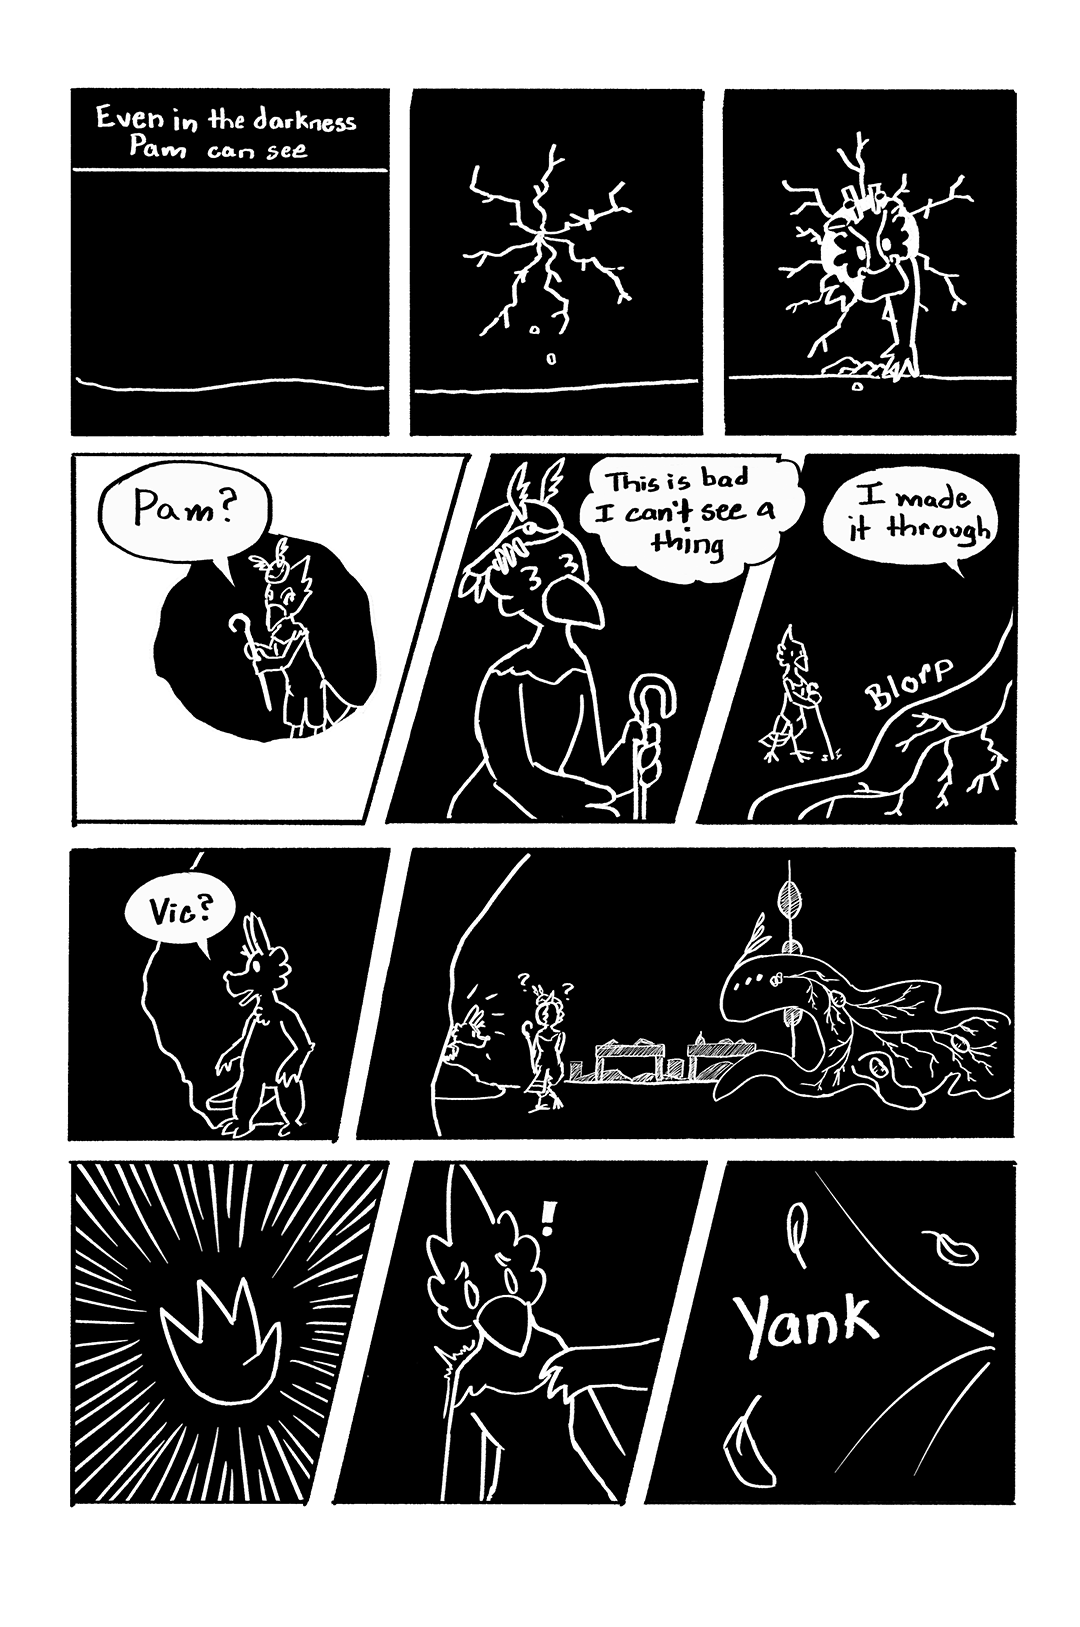 Even in the darkness
Pam can see
Pam?
This is bad
I can't see a
thing
I made
it through
Blorp
Vic?
? ?
!
Yank